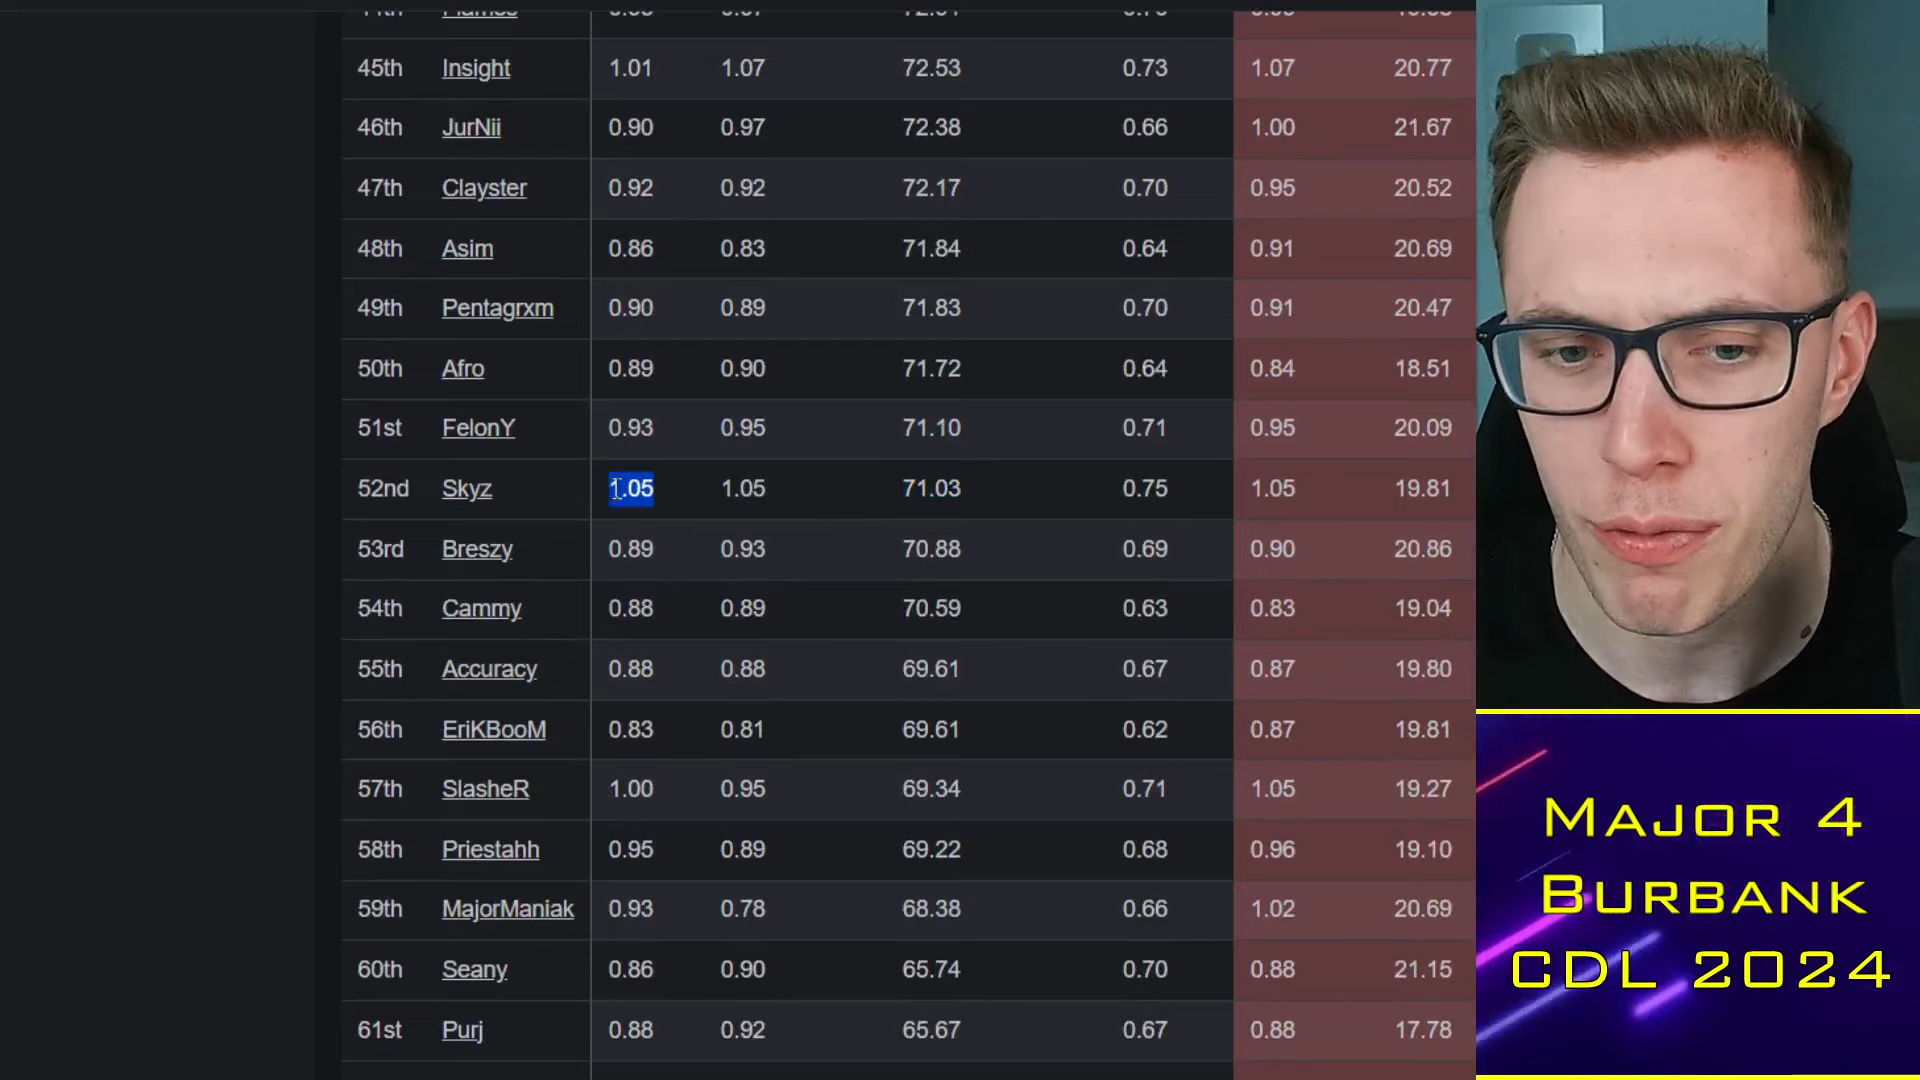 45th Insight 1.01 1.07 72.53 0.73 1.07 20.77
46th JurNii 0.90 0.97 72.38 0.66 1.00 21.67
47th Clayster 0.92 0.92 72.17 0.70 0.95 20.52
48th Asim 0.86 0.83 71.84 0.64 0.91 20.69
49th Pentagrxm 0.90 0.89 71.83 0.70 0.91 20.47
50th Afro 0.89 0.90 71.72 0.64 0.84 18.51
51st FelonY 0.93 0.95 71.10 0.71 0.95 20.09
52nd Skyz 1.05 1.05 71.03 0.75 1.05 19.81
53rd Breszy 0.89 0.93 70.88 0.69 0.90 20.86
54th Cammy 0.88 0.89 70.59 0.63 0.83 19.04
55th Accuracy 0.88 0.88 69.61 0.67 0.87 19.80
56th EriKBooM 0.83 0.81 69.61 0.62 0.87 19.81
57th SlasheR 1.00 0.95 69.34 0.71 1.05 19.27
58th Priestahh 0.95 0.89 69.22 0.68 0.96 19.10
59th MajorManiak 0.93 0.78 68.38 0.66 1.02 20.69
60th Seany 0.86 0.90 65.74 0.70 0.88 21.15
61st Purj 0.88 0.92 65.67 0.67 0.88 17.78
Major 4
Burbank
CDL 2024